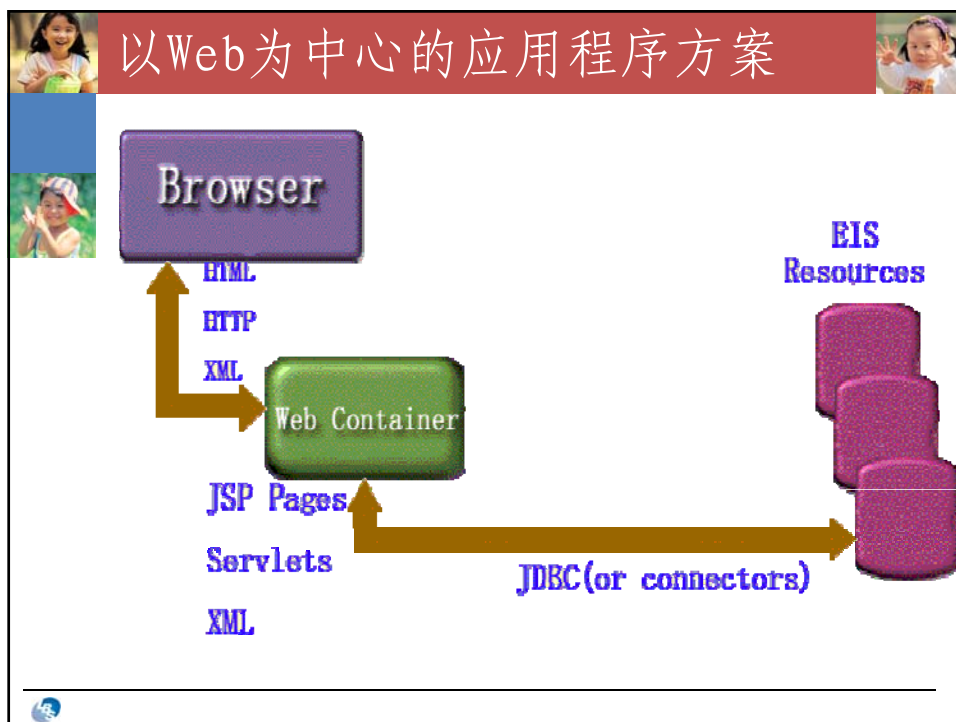 以Web为中心的应用程序方案
Browser
HTML
HTTP
XML
Web Container
JSP Pages
Servlets
XML
JDBC(or connectors)
EIS
Resources